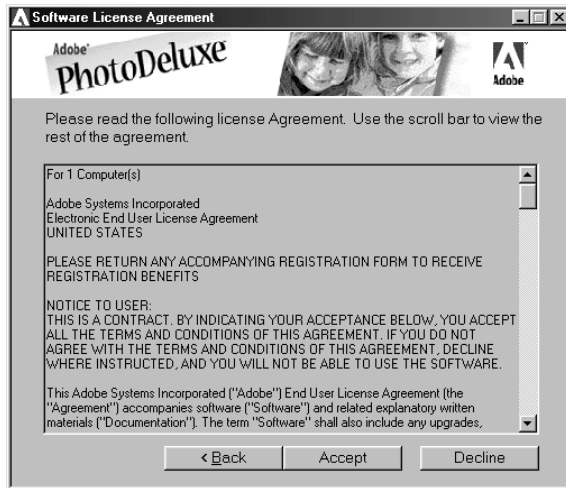 Software License Agreement
Adobe
PhotoDeluxe
Adobe
Please read the following license Agreement. Use the scroll bar to view the
rest of the agreement.
For 1 Computer(s)
Adobe Systems Incorporated
Electronic End User License Agreement
UNITED STATES
PLEASE RETURN ANY ACCOMPANYING REGISTRATION FORM TO RECEIVE
REGISTRATION BENEFITS
NOTICE TO USER:
THIS IS A CONTRACT. BY INDICATING YOUR ACCEPTANCE BELOW, YOU ACCEPT
ALL THE TERMS AND CONDITIONS OF THIS AGREEMENT. IF YOU DO NOT
AGREE WITH THE TERMS AND CONDITIONS OF THIS AGREEMENT, DECLINE
WHERE INSTRUCTED, AND YOU WILL NOT BE ABLE TO USE THE SOFTWARE.
This Adobe Systems Incorporated ("Adobe") End User License Agreement (the
"Agreement") accompanies software ("Software") and related explanatory written
materials ("Documentation"). The term "Software" shall also include any upgrades,
< Back Accept Decline